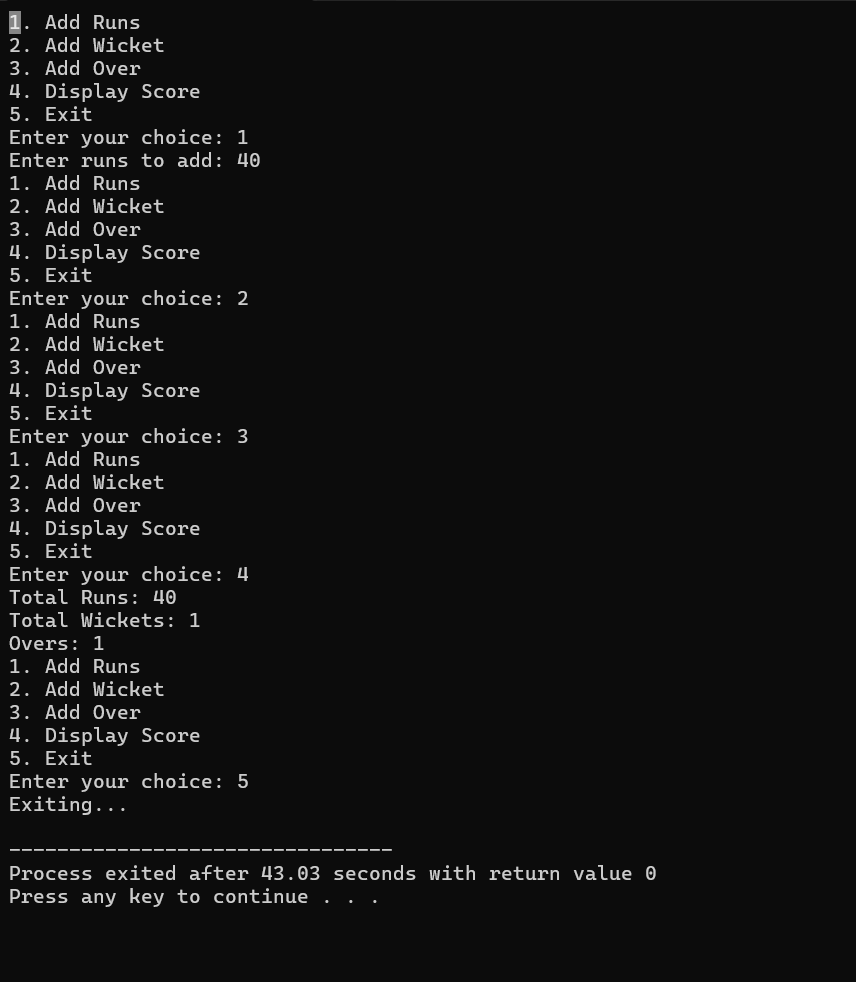 1. Add Runs
2. Add Wicket
3. Add Over
4. Display Score
5. Exit
Enter your choice: 1
Enter runs to add: 40
1. Add Runs
2. Add Wicket
3. Add Over
4. Display Score
5. Exit
Enter your choice: 2
1. Add Runs
2. Add Wicket
3. Add Over
4. Display Score
5. Exit
Enter your choice: 3
1. Add Runs
2. Add Wicket
3. Add Over
4. Display Score
5. Exit
Enter your choice: 4
Total Runs: 40
Total Wickets: 1
Overs: 1
1. Add Runs
2. Add Wicket
3. Add Over
4. Display Score
5. Exit
Enter your choice: 5
Exiting...
--------------------------------
Process exited after 43.03 seconds with return value 0
Press any key to continue . . .